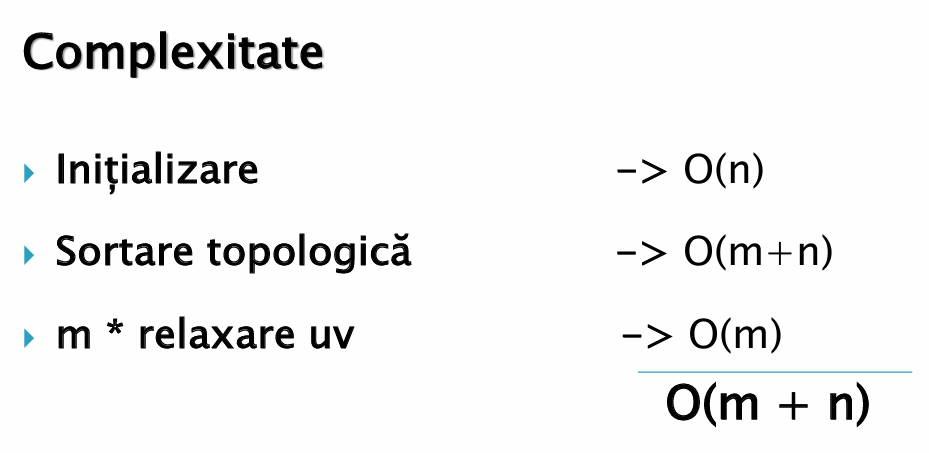 Complexitate
Inițializare -> O(n)
Sortare topologică -> O(m+n)
m * relaxare uv -> O(m)
O(m + n)